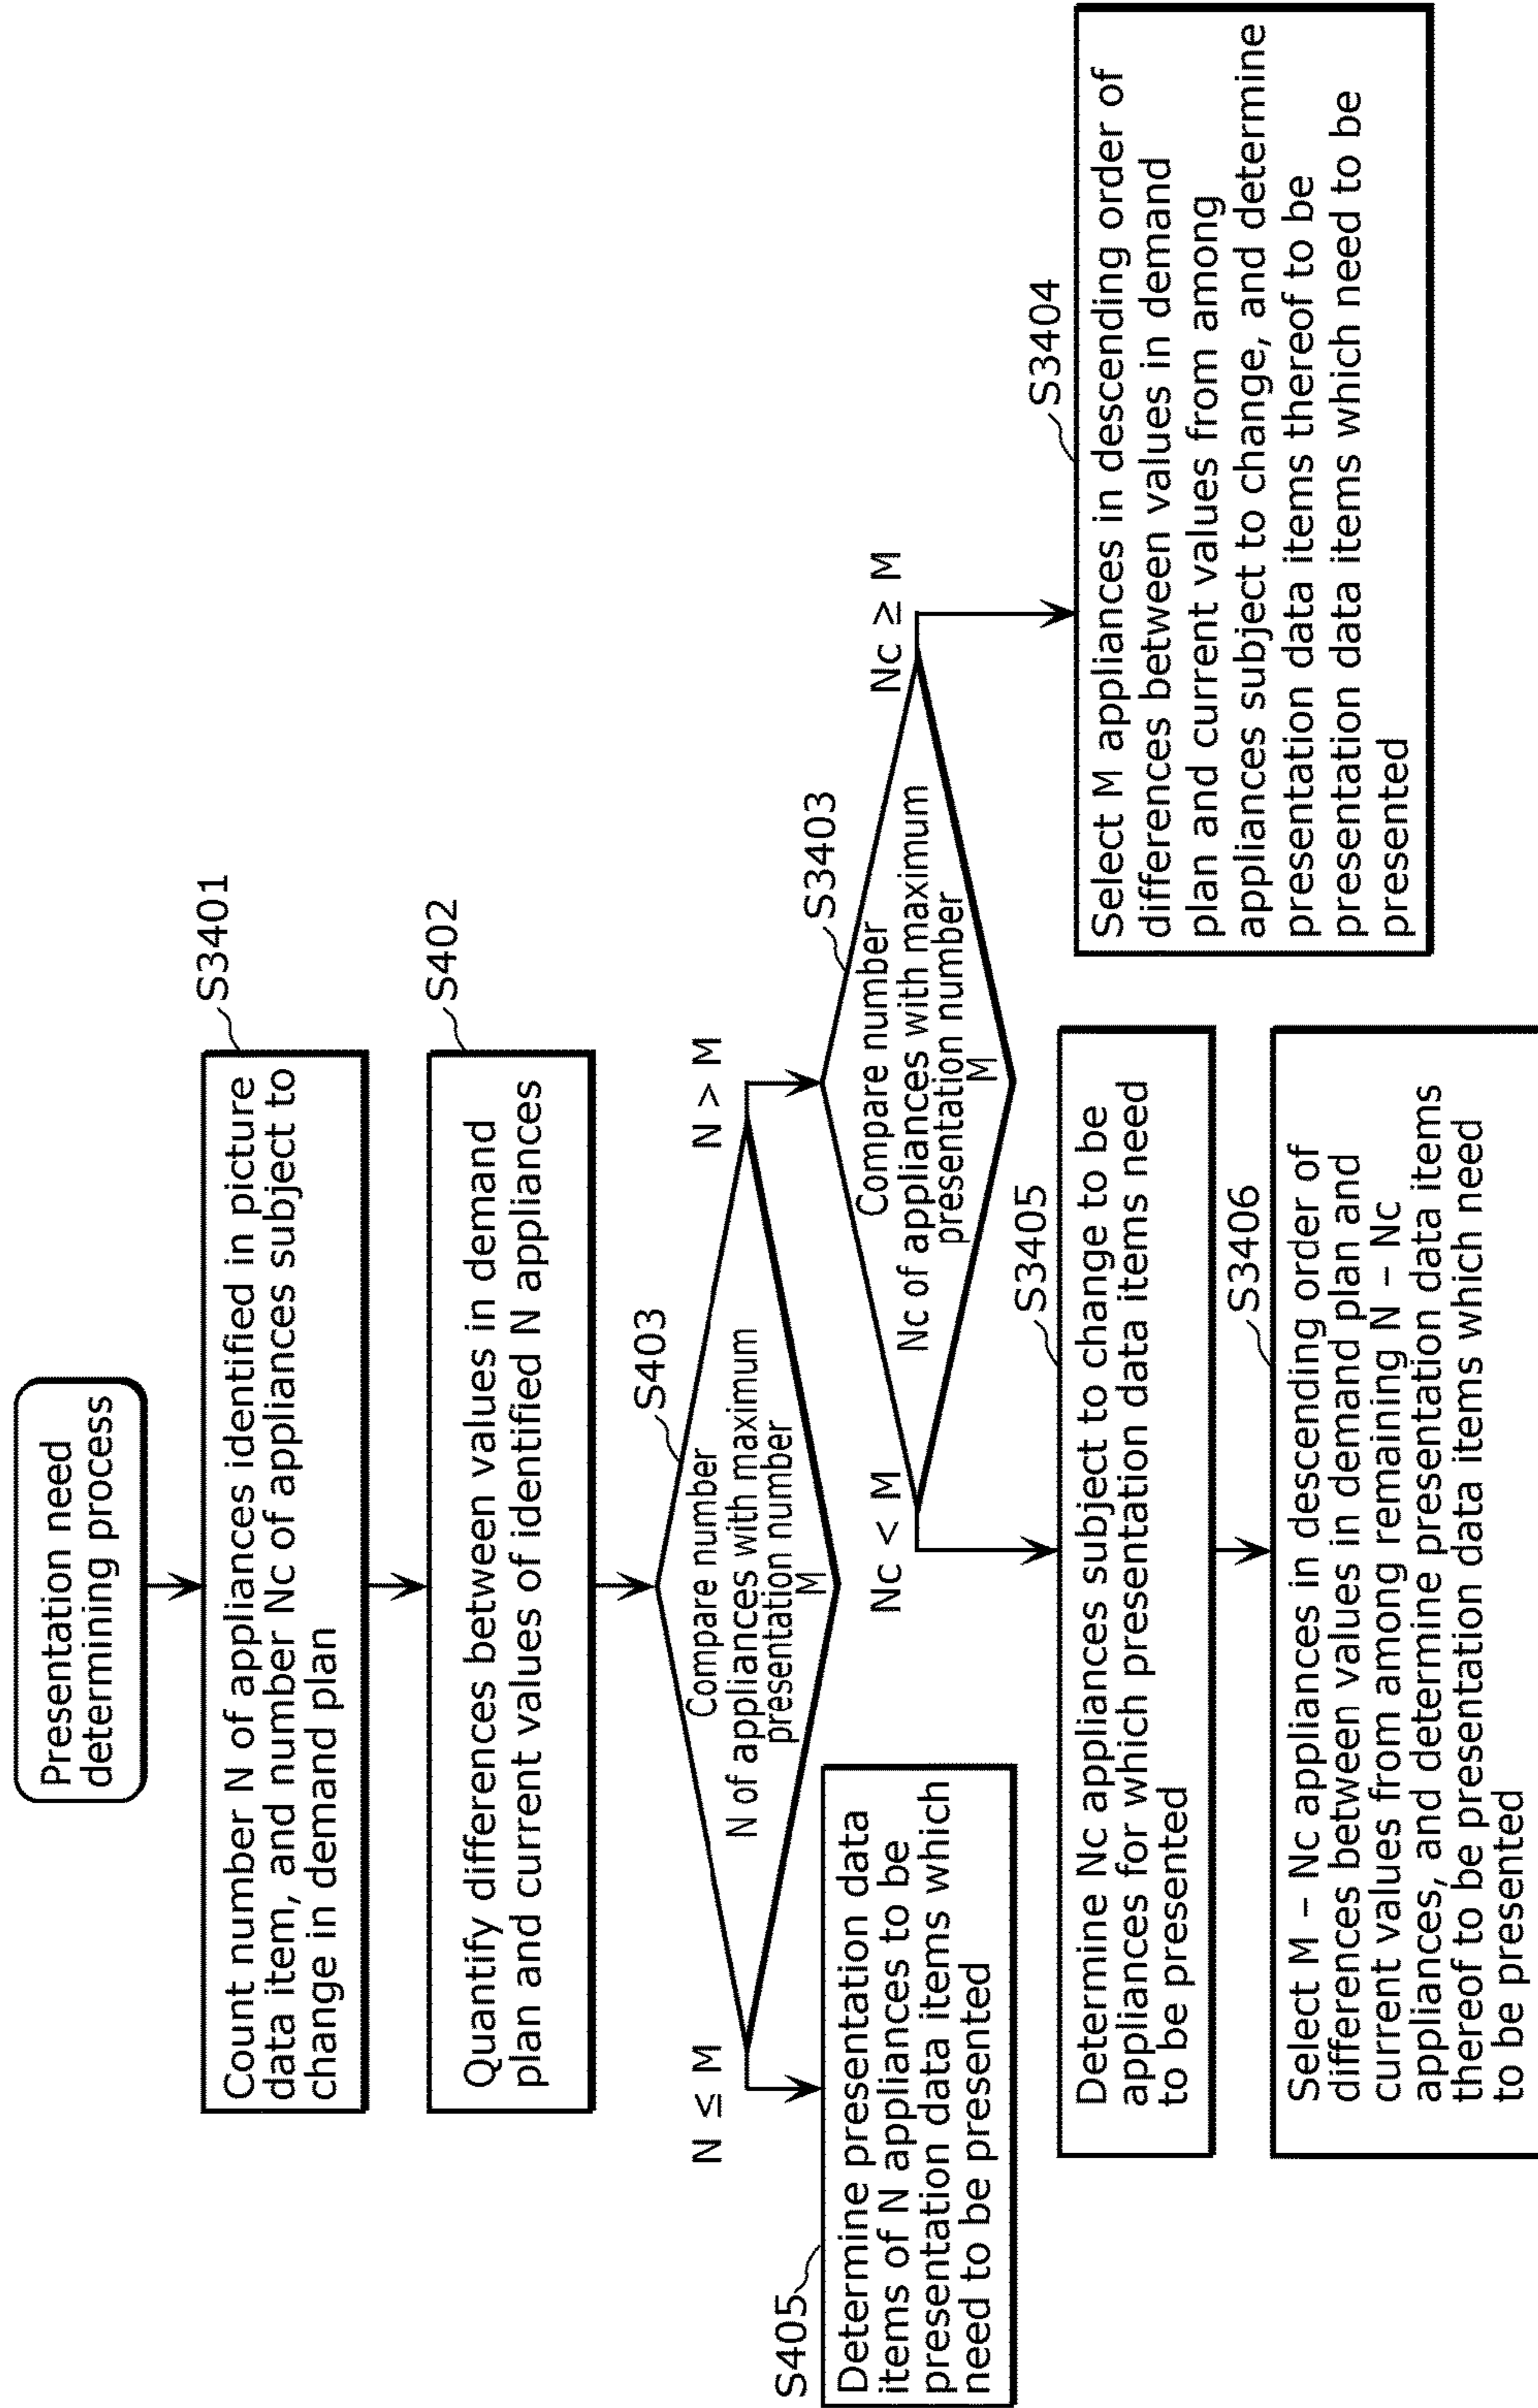 Presentation need
determining process
S3401
Count number N of appliances identified in picture
data item, and number Nc of appliances subject to
change in demand plan
S402
Quantify differences between values in demand
plan and current values of identified N appliances
S403
Compare number
N of appliances with maximum
presentation number
M
N ≤ M
N > M
S405
Determine presentation data
items of N appliances to be
presentation data items which
need to be presented
S3403
Compare number
Nc of appliances with maximum
presentation number
M
Nc < M
Nc ≥ M
S3405
Determine Nc appliances subject to change to be
appliances for which presentation data items need
to be presented
S3404
Select M appliances in descending order of
differences between values in demand
plan and current values from among
appliances subject to change, and determine
presentation data items thereof to be
presentation data items which need to be
presented
S3406
Select M – Nc appliances in descending order of
differences between values in demand plan and
current values from among remaining N – Nc
appliances, and determine presentation data items
thereof to be presentation data items which need
to be presented